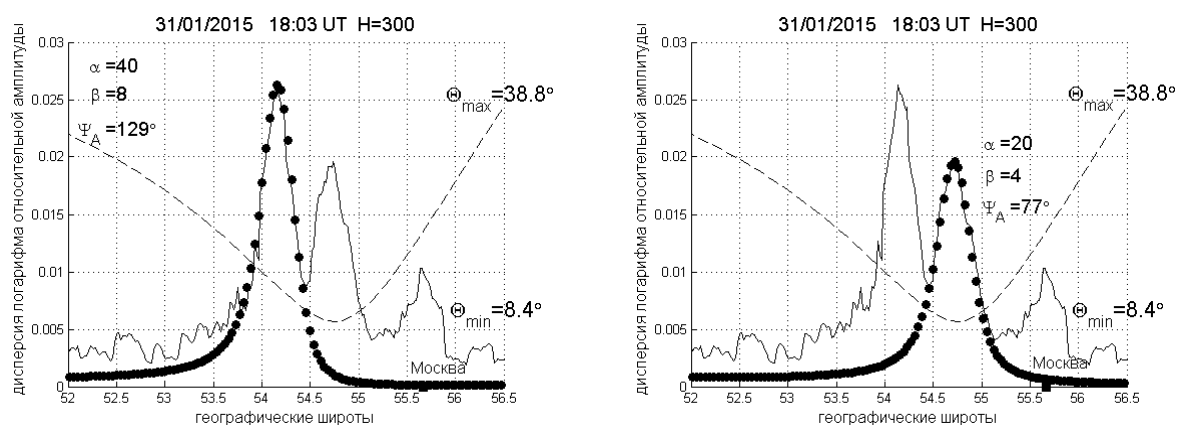 31/01/2015 18:03 UT H=300
дисперсия логарифма относительной амплитуды
0.03
0.025
0.02
0.015
0.01
0.005
0
α =40
β =8
Ψ_A =129°
Θ_max =38.8°
Θ_min =8.4°
Москва
52 52.5 53 53.5 54 54.5 55 55.5 56 56.5
географические широты
31/01/2015 18:03 UT H=300
дисперсия логарифма относительной амплитуды
0.03
0.025
0.02
0.015
0.01
0.005
0
Θ_max =38.8°
α =20
β =4
Ψ_A =77°
Θ_min =8.4°
Москва
52 52.5 53 53.5 54 54.5 55 55.5 56 56.5
географические широты